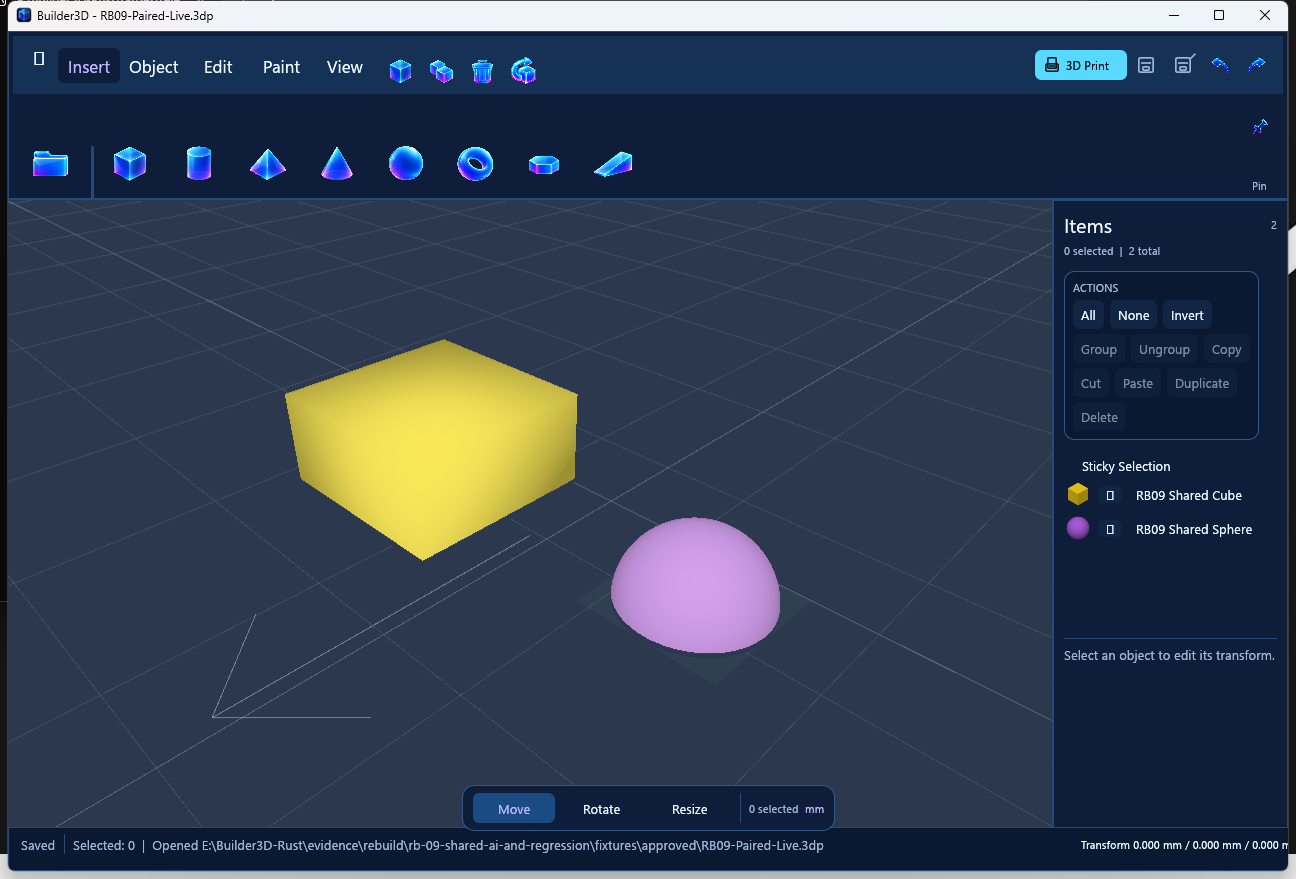 Builder3D - RB09-Paired-Live.3dp
Insert Object Edit Paint View
3D Print
Pin
Items 2
0 selected | 2 total
ACTIONS
All None Invert
Group Ungroup Copy
Cut Paste Duplicate
Delete
Sticky Selection
RB09 Shared Cube
RB09 Shared Sphere
Select an object to edit its transform.
Move Rotate Resize 0 selected mm
Saved Selected: 0 | Opened E:\Builder3D-Rust\evidence\rebuild\rb-09-shared-ai-and-regression\fixtures\approved\RB09-Paired-Live.3dp
Transform 0.000 mm / 0.000 mm / 0.000 m